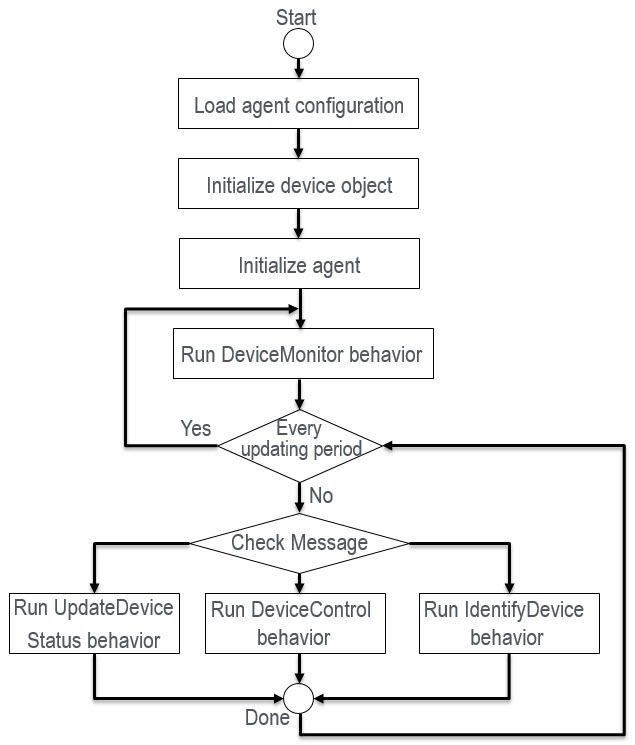 Start
Load agent configuration
Initialize device object
Initialize agent
Run DeviceMonitor behavior
Yes
Every
updating period
No
Check Message
Run UpdateDevice
Status behavior
Run DeviceControl
behavior
Run IdentifyDevice
behavior
Done